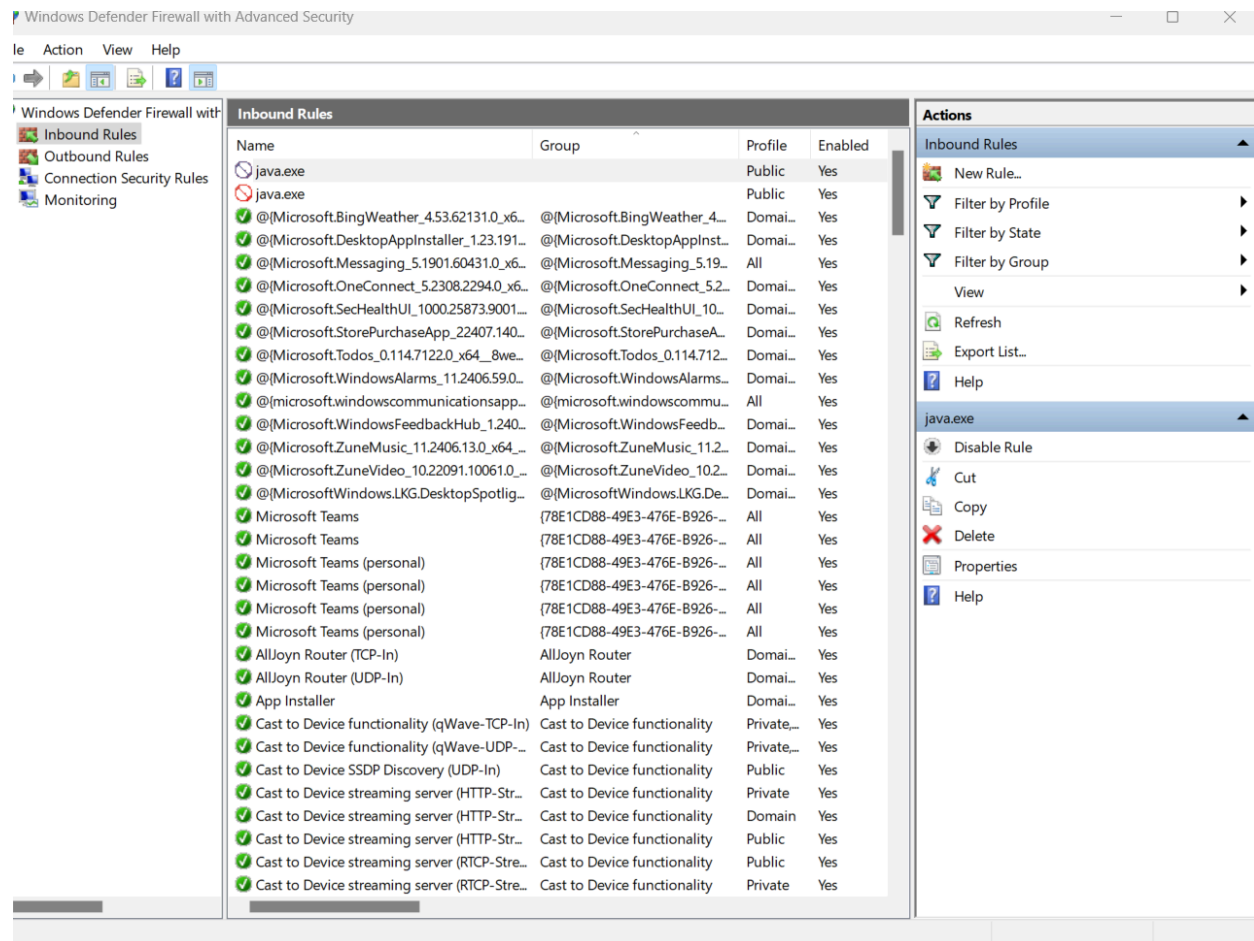 Windows Defender Firewall with Advanced Security
le Action View Help
Windows Defender Firewall with
Inbound Rules
Outbound Rules
Connection Security Rules
Monitoring
Inbound Rules
Name Group Profile Enabled
java.exe Public Yes
java.exe Public Yes
@{Microsoft.BingWeather_4.53.62131.0_x6... @{Microsoft.BingWeather_4.... Domai... Yes
@{Microsoft.DesktopAppInstaller_1.23.191... @{Microsoft.DesktopAppInst... Domai... Yes
@{Microsoft.Messaging_5.1901.60431.0_x6... @{Microsoft.Messaging_5.19... All Yes
@{Microsoft.OneConnect_5.2308.2294.0_x6... @{Microsoft.OneConnect_5.2... Domai... Yes
@{Microsoft.SecHealthUI_1000.25873.9001.... @{Microsoft.SecHealthUI_10... Domai... Yes
@{Microsoft.StorePurchaseApp_22407.140... @{Microsoft.StorePurchaseA... Domai... Yes
@{Microsoft.Todos_0.114.7122.0_x64__8we... @{Microsoft.Todos_0.114.712... Domai... Yes
@{Microsoft.WindowsAlarms_11.2406.59.0... @{Microsoft.WindowsAlarms... Domai... Yes
@{microsoft.windowscommunicationsapp... @{microsoft.windowscommu... All Yes
@{Microsoft.WindowsFeedbackHub_1.240... @{Microsoft.WindowsFeedb... Domai... Yes
@{Microsoft.ZuneMusic_11.2406.13.0_x64_... @{Microsoft.ZuneMusic_11.2... Domai... Yes
@{Microsoft.ZuneVideo_10.22091.10061.0_... @{Microsoft.ZuneVideo_10.2... Domai... Yes
@{MicrosoftWindows.LKG.DesktopSpotlig... @{MicrosoftWindows.LKG.De... Domai... Yes
Microsoft Teams {78E1CD88-49E3-476E-B926-... All Yes
Microsoft Teams {78E1CD88-49E3-476E-B926-... All Yes
Microsoft Teams (personal) {78E1CD88-49E3-476E-B926-... All Yes
Microsoft Teams (personal) {78E1CD88-49E3-476E-B926-... All Yes
Microsoft Teams (personal) {78E1CD88-49E3-476E-B926-... All Yes
Microsoft Teams (personal) {78E1CD88-49E3-476E-B926-... All Yes
AllJoyn Router (TCP-In) AllJoyn Router Domai... Yes
AllJoyn Router (UDP-In) AllJoyn Router Domai... Yes
App Installer App Installer Domai... Yes
Cast to Device functionality (qWave-TCP-In) Cast to Device functionality Private,... Yes
Cast to Device functionality (qWave-UDP-... Cast to Device functionality Private,... Yes
Cast to Device SSDP Discovery (UDP-In) Cast to Device functionality Public Yes
Cast to Device streaming server (HTTP-Str... Cast to Device functionality Private Yes
Cast to Device streaming server (HTTP-Str... Cast to Device functionality Domain Yes
Cast to Device streaming server (HTTP-Str... Cast to Device functionality Public Yes
Cast to Device streaming server (RTCP-Stre... Cast to Device functionality Public Yes
Cast to Device streaming server (RTCP-Stre... Cast to Device functionality Private Yes
Actions
Inbound Rules
New Rule...
Filter by Profile
Filter by State
Filter by Group
View
Refresh
Export List...
Help
java.exe
Disable Rule
Cut
Copy
Delete
Properties
Help